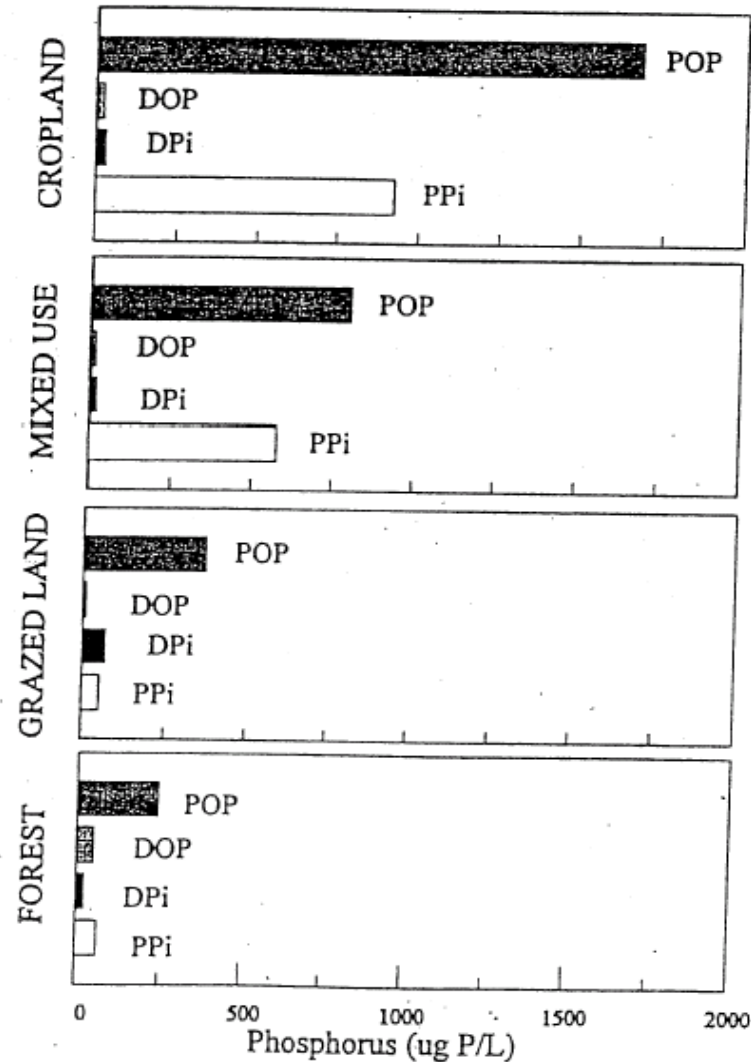 CROPLAND
POP
DOP
DPi
PPi
MIXED USE
POP
DOP
DPi
PPi
GRAZED LAND
POP
DOP
DPi
PPi
FOREST
POP
DOP
DPi
PPi
0 500 1000 1500 2000
Phosphorus (ug P/L)